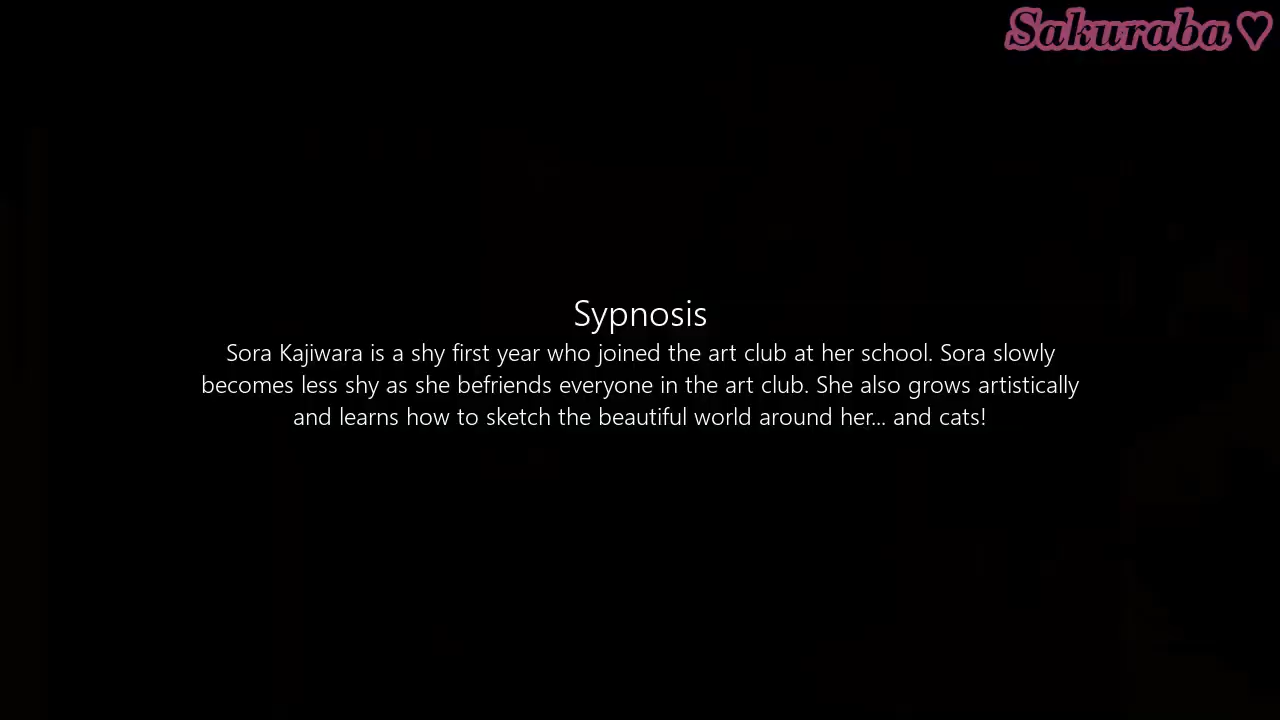 Sakuraba♡
Sypnosis
Sora Kajiwara is a shy first year who joined the art club at her school. Sora slowly
becomes less shy as she befriends everyone in the art club. She also grows artistically
and learns how to sketch the beautiful world around her... and cats!